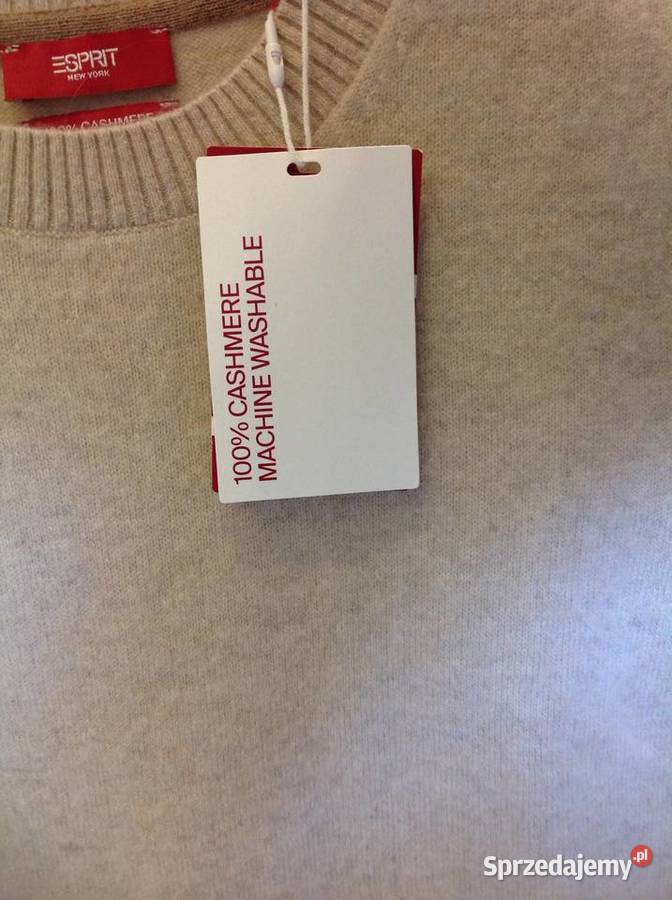 ESPRIT
NEW YORK
100% CASHMERE
100% CASHMERE
MACHINE WASHABLE
Sprzedajemy.pl